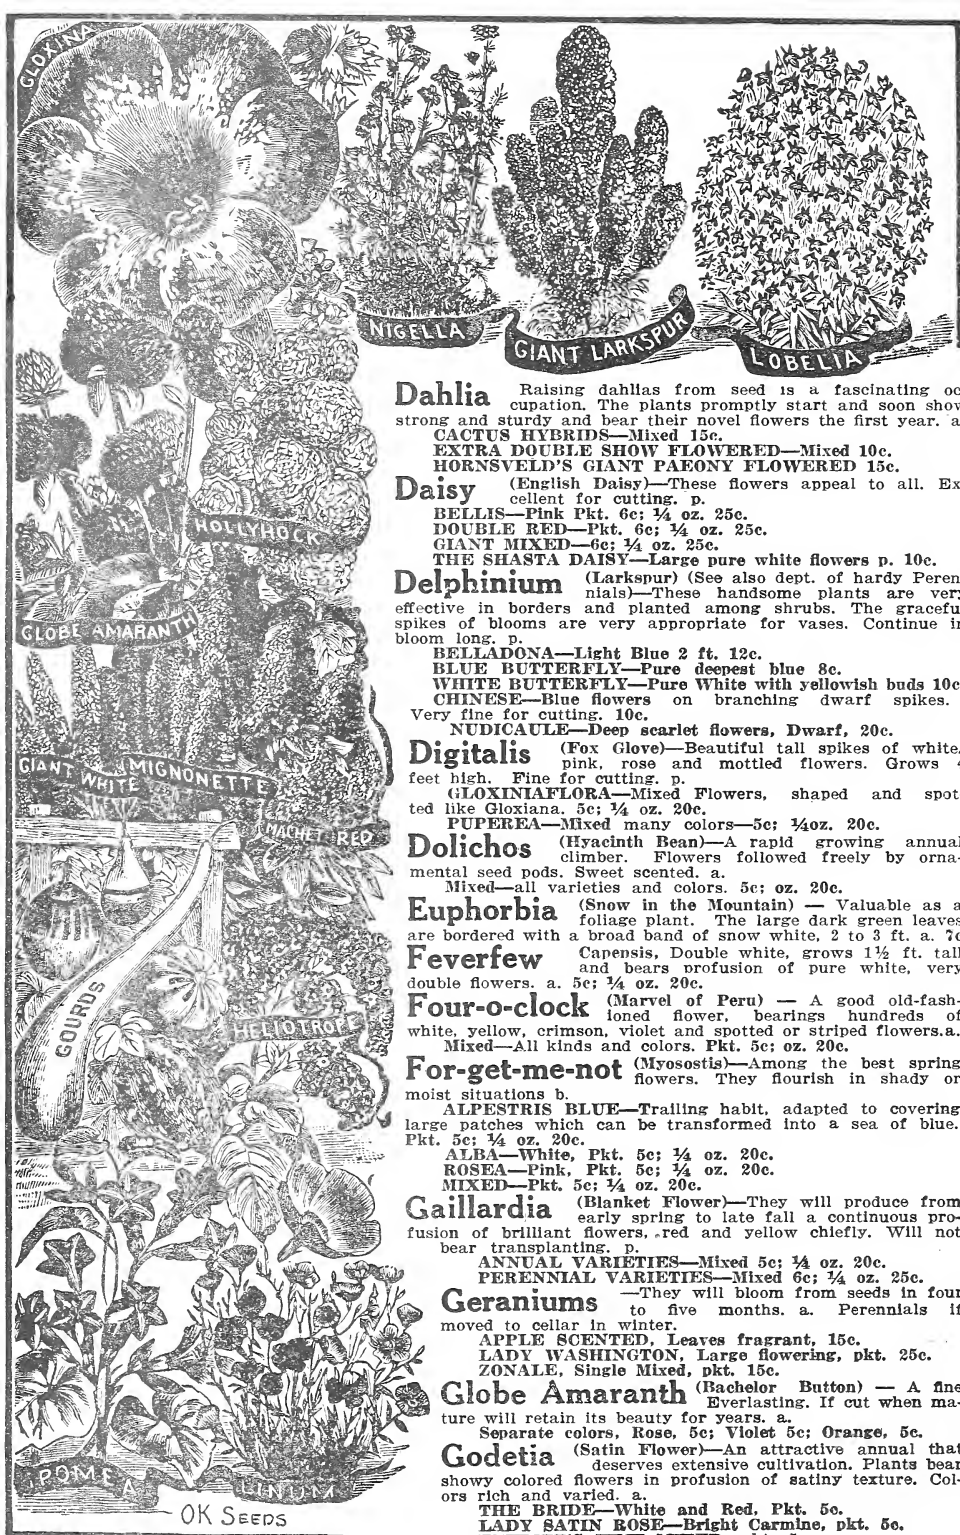 GLOXINA
NIGELLA
GIANT LARKSPUR
LOBELIA
HOLLYHOCK
GLOBE AMARANTH
GIANT WHITE
MIGNONETTE
MACHET RED
GOURDS
HELIOTROPE
IPOMEA
LINUM
OK SEEDS
Dahlia Raising dahlias from seed is a fascinating oc
cupation. The plants promptly start and soon show
strong and sturdy and bear their novel flowers the first year. a
CACTUS HYBRIDS—Mixed 15c.
EXTRA DOUBLE SHOW FLOWERED—Mixed 10c.
HORNSVELD'S GIANT PAEONY FLOWERED 15c.
Daisy (English Daisy)—These flowers appeal to all. Ex
cellent for cutting. p.
BELLIS—Pink Pkt. 6c; ¼ oz. 25c.
DOUBLE RED—Pkt. 6c; ¼ oz. 25c.
GIANT MIXED—6c; ¼ oz. 25c.
THE SHASTA DAISY—Large pure white flowers p. 10c.
Delphinium (Larkspur) (See also dept. of hardy Peren
nials)—These handsome plants are very
effective in borders and planted among shrubs. The gracefu
spikes of blooms are very appropriate for vases. Continue in
bloom long. p.
BELLADONA—Light Blue 2 ft. 12c.
BLUE BUTTERFLY—Pure deepest blue 8c.
WHITE BUTTERFLY—Pure White with yellowish buds 10c
CHINESE—Blue flowers on branching dwarf spikes.
Very fine for cutting. 10c.
NUDICAULE—Deep scarlet flowers, Dwarf, 20c.
Digitalis (Fox Glove)—Beautiful tall spikes of white,
pink, rose and mottled flowers. Grows
feet high. Fine for cutting. p.
GLOXINIAFLORA—Mixed Flowers, shaped and spot
ted like Gloxiana. 5c; ¼ oz. 20c.
PUPEREA—Mixed many colors—5c; ¼oz. 20c.
Dolichos (Hyacinth Bean)—A rapid growing annual
climber. Flowers followed freely by orna-
mental seed pods. Sweet scented. a.
Mixed—all varieties and colors. 5c; oz. 20c.
Euphorbia (Snow in the Mountain) — Valuable as a
foliage plant. The large dark green leaves
are bordered with a broad band of snow white, 2 to 3 ft. a. 7c
Feverfew Capensis, Double white, grows 1½ ft. tall
and bears profusion of pure white, very
double flowers. a. 5c; ¼ oz. 20c.
Four-o-clock (Marvel of Peru) — A good old-fash-
ioned flower, bearings hundreds of
white, yellow, crimson, violet and spotted or striped flowers.a.
Mixed—All kinds and colors. Pkt. 5c; oz. 20c.
For-get-me-not (Myosostis)—Among the best spring
flowers. They flourish in shady or
moist situations b.
ALPESTRIS BLUE—Trailing habit, adapted to covering
large patches which can be transformed into a sea of blue.
Pkt. 5c; ¼ oz. 20c.
ALBA—White, Pkt. 5c; ¼ oz. 20c.
ROSEA—Pink, Pkt. 5c; ¼ oz. 20c.
MIXED—Pkt. 5c; ¼ oz. 20c.
Gaillardia (Blanket Flower)—They will produce from
early spring to late fall a continuous pro-
fusion of brilliant flowers, red and yellow chiefly. Will not
bear transplanting. p.
ANNUAL VARIETIES—Mixed 5c; ¼ oz. 20c.
PERENNIAL VARIETIES—Mixed 6c; ¼ oz. 25c.
Geraniums —They will bloom from seeds in four
to five months. a. Perennials if
moved to cellar in winter.
APPLE SCENTED, Leaves fragrant, 15c.
LADY WASHINGTON, Large flowering, pkt. 25c.
ZONALE, Single Mixed, pkt. 15c.
Globe Amaranth (Bachelor Button) — A fine
Everlasting. If cut when ma-
ture will retain its beauty for years. a.
Separate colors, Rose, 5c; Violet 5c; Orange, 5c.
Godetia (Satin Flower)—An attractive annual that
deserves extensive cultivation. Plants bear
showy colored flowers in profusion of satiny texture. Col-
ors rich and varied. a.
THE BRIDE—White and Red, Pkt. 5c.
LADY SATIN ROSE—Bright Carmine, pkt. 5c.